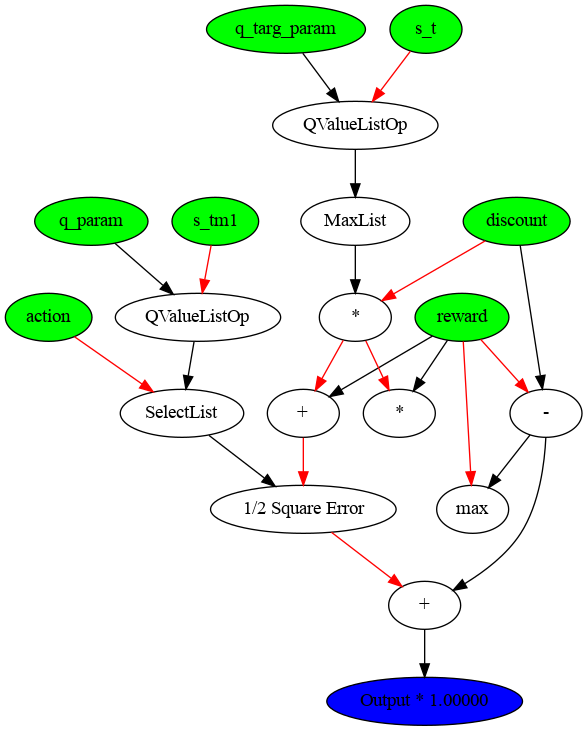 q_targ_param
s_t
QValueListOp
q_param
s_tm1
MaxList
discount
action
QValueListOp
*
reward
SelectList
+
*
-
1/2 Square Error
max
+
Output * 1.00000